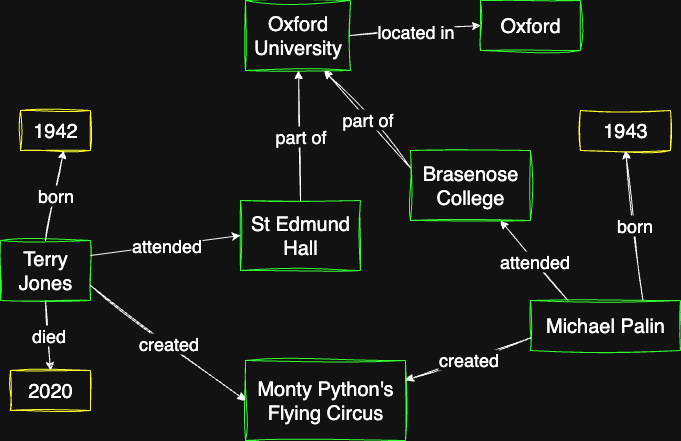 Oxford
University
located in
Oxford
1942
part of
part of
1943
born
Brasenose
College
St Edmund
Hall
born
attended
Terry
Jones
attended
died
created
Michael Palin
created
2020
Monty Python's
Flying Circus